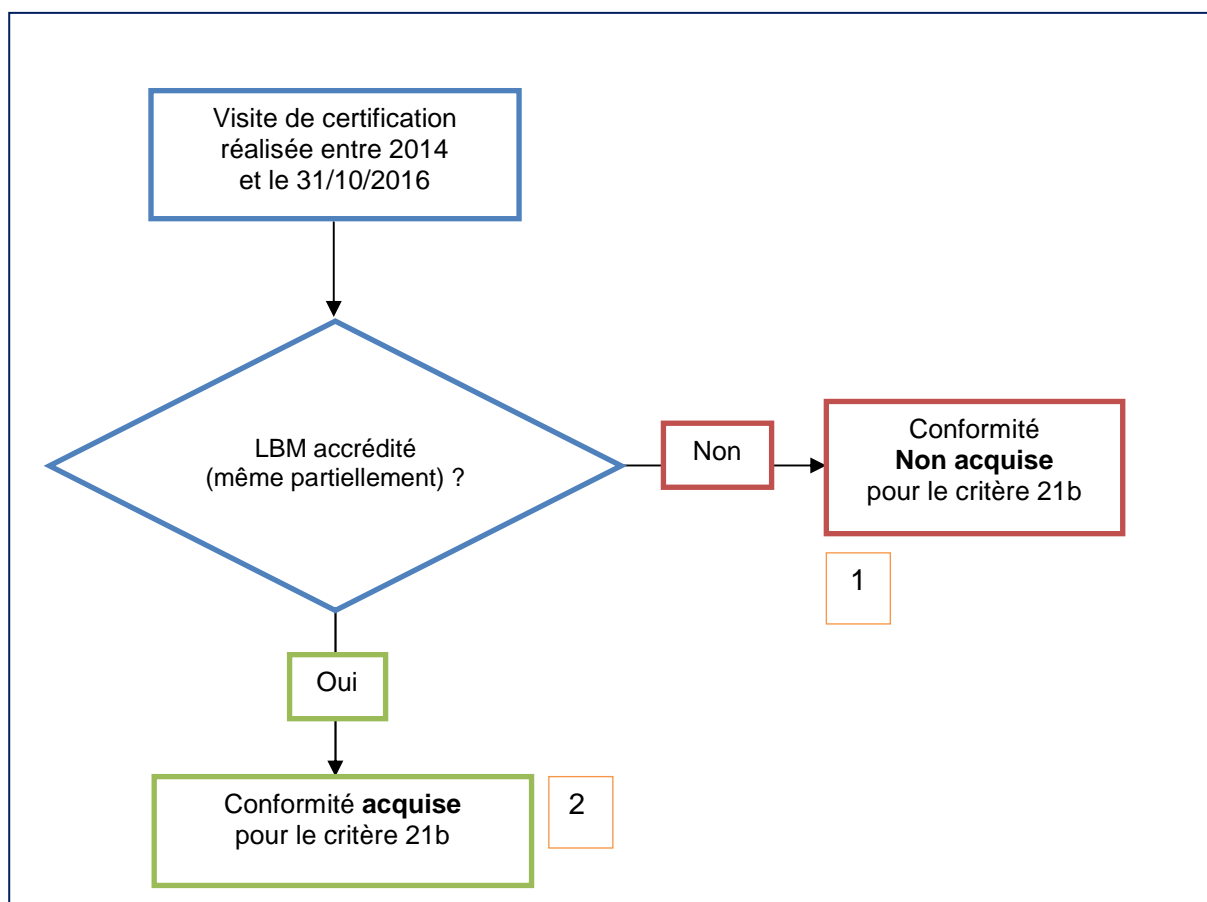 Visite de certification
réalisée entre 2014
et le 31/10/2016
LBM accrédité
(même partiellement) ?
Non
Conformité
Non acquise
pour le critère 21b
1
Oui
Conformité acquise
pour le critère 21b
2